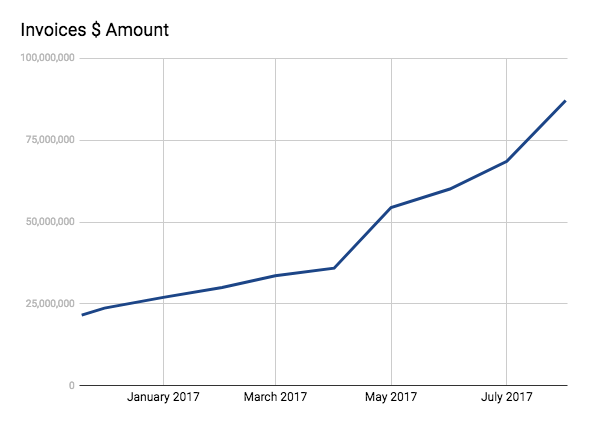 Invoices $ Amount
100,000,000
75,000,000
50,000,000
25,000,000
0
January 2017 March 2017 May 2017 July 2017